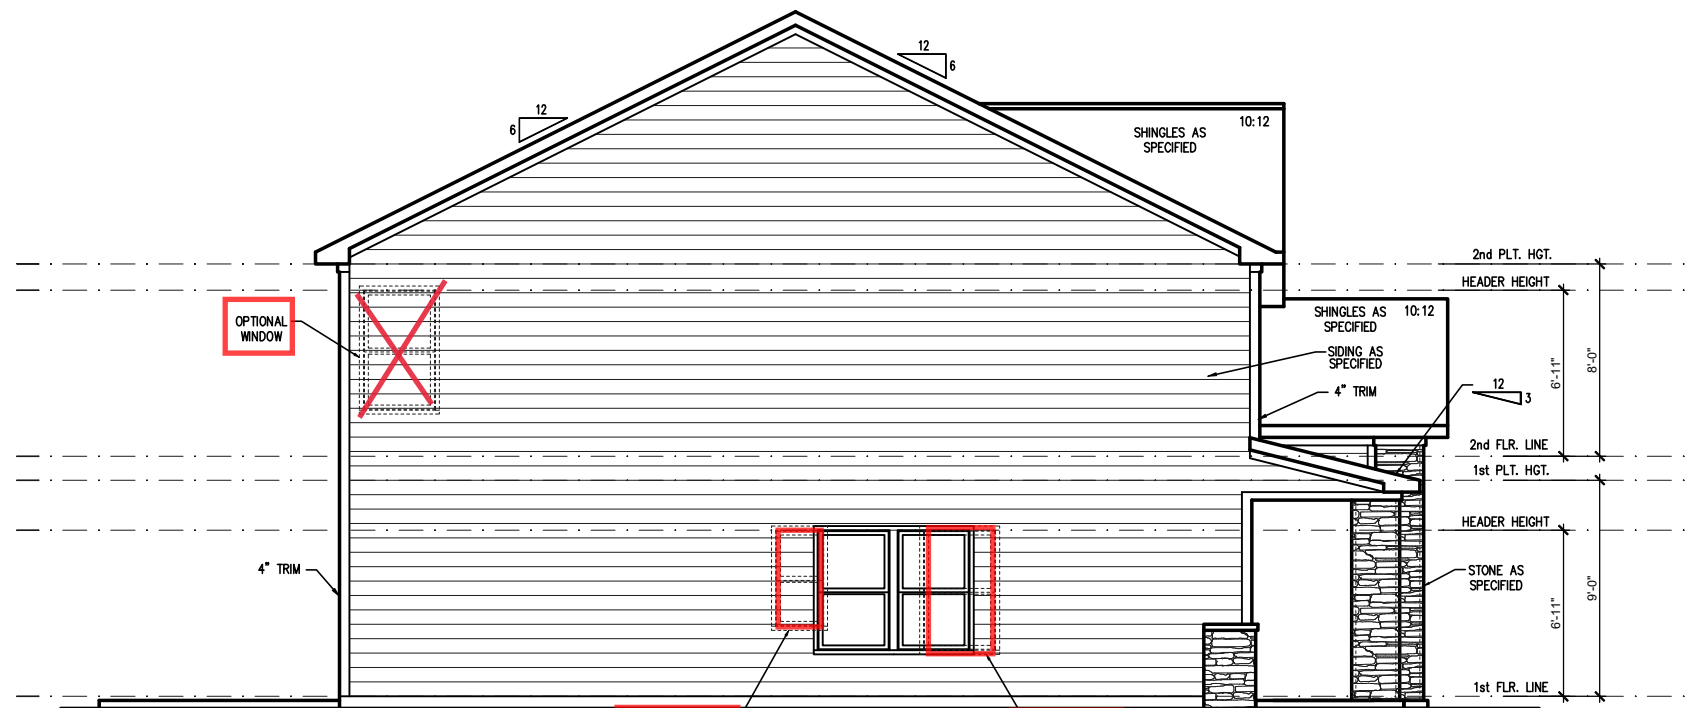 12
6
12
6
10:12
SHINGLES AS
SPECIFIED
2nd PLT. HGT.
HEADER HEIGHT
OPTIONAL
WINDOW
SHINGLES AS
SPECIFIED
10:12
SIDING AS
SPECIFIED
4" TRIM
12
3
6'-11"
8'-0"
2nd FLR. LINE
1st PLT. HGT.
HEADER HEIGHT
4" TRIM
STONE AS
SPECIFIED
6'-11"
9'-0"
1st FLR. LINE